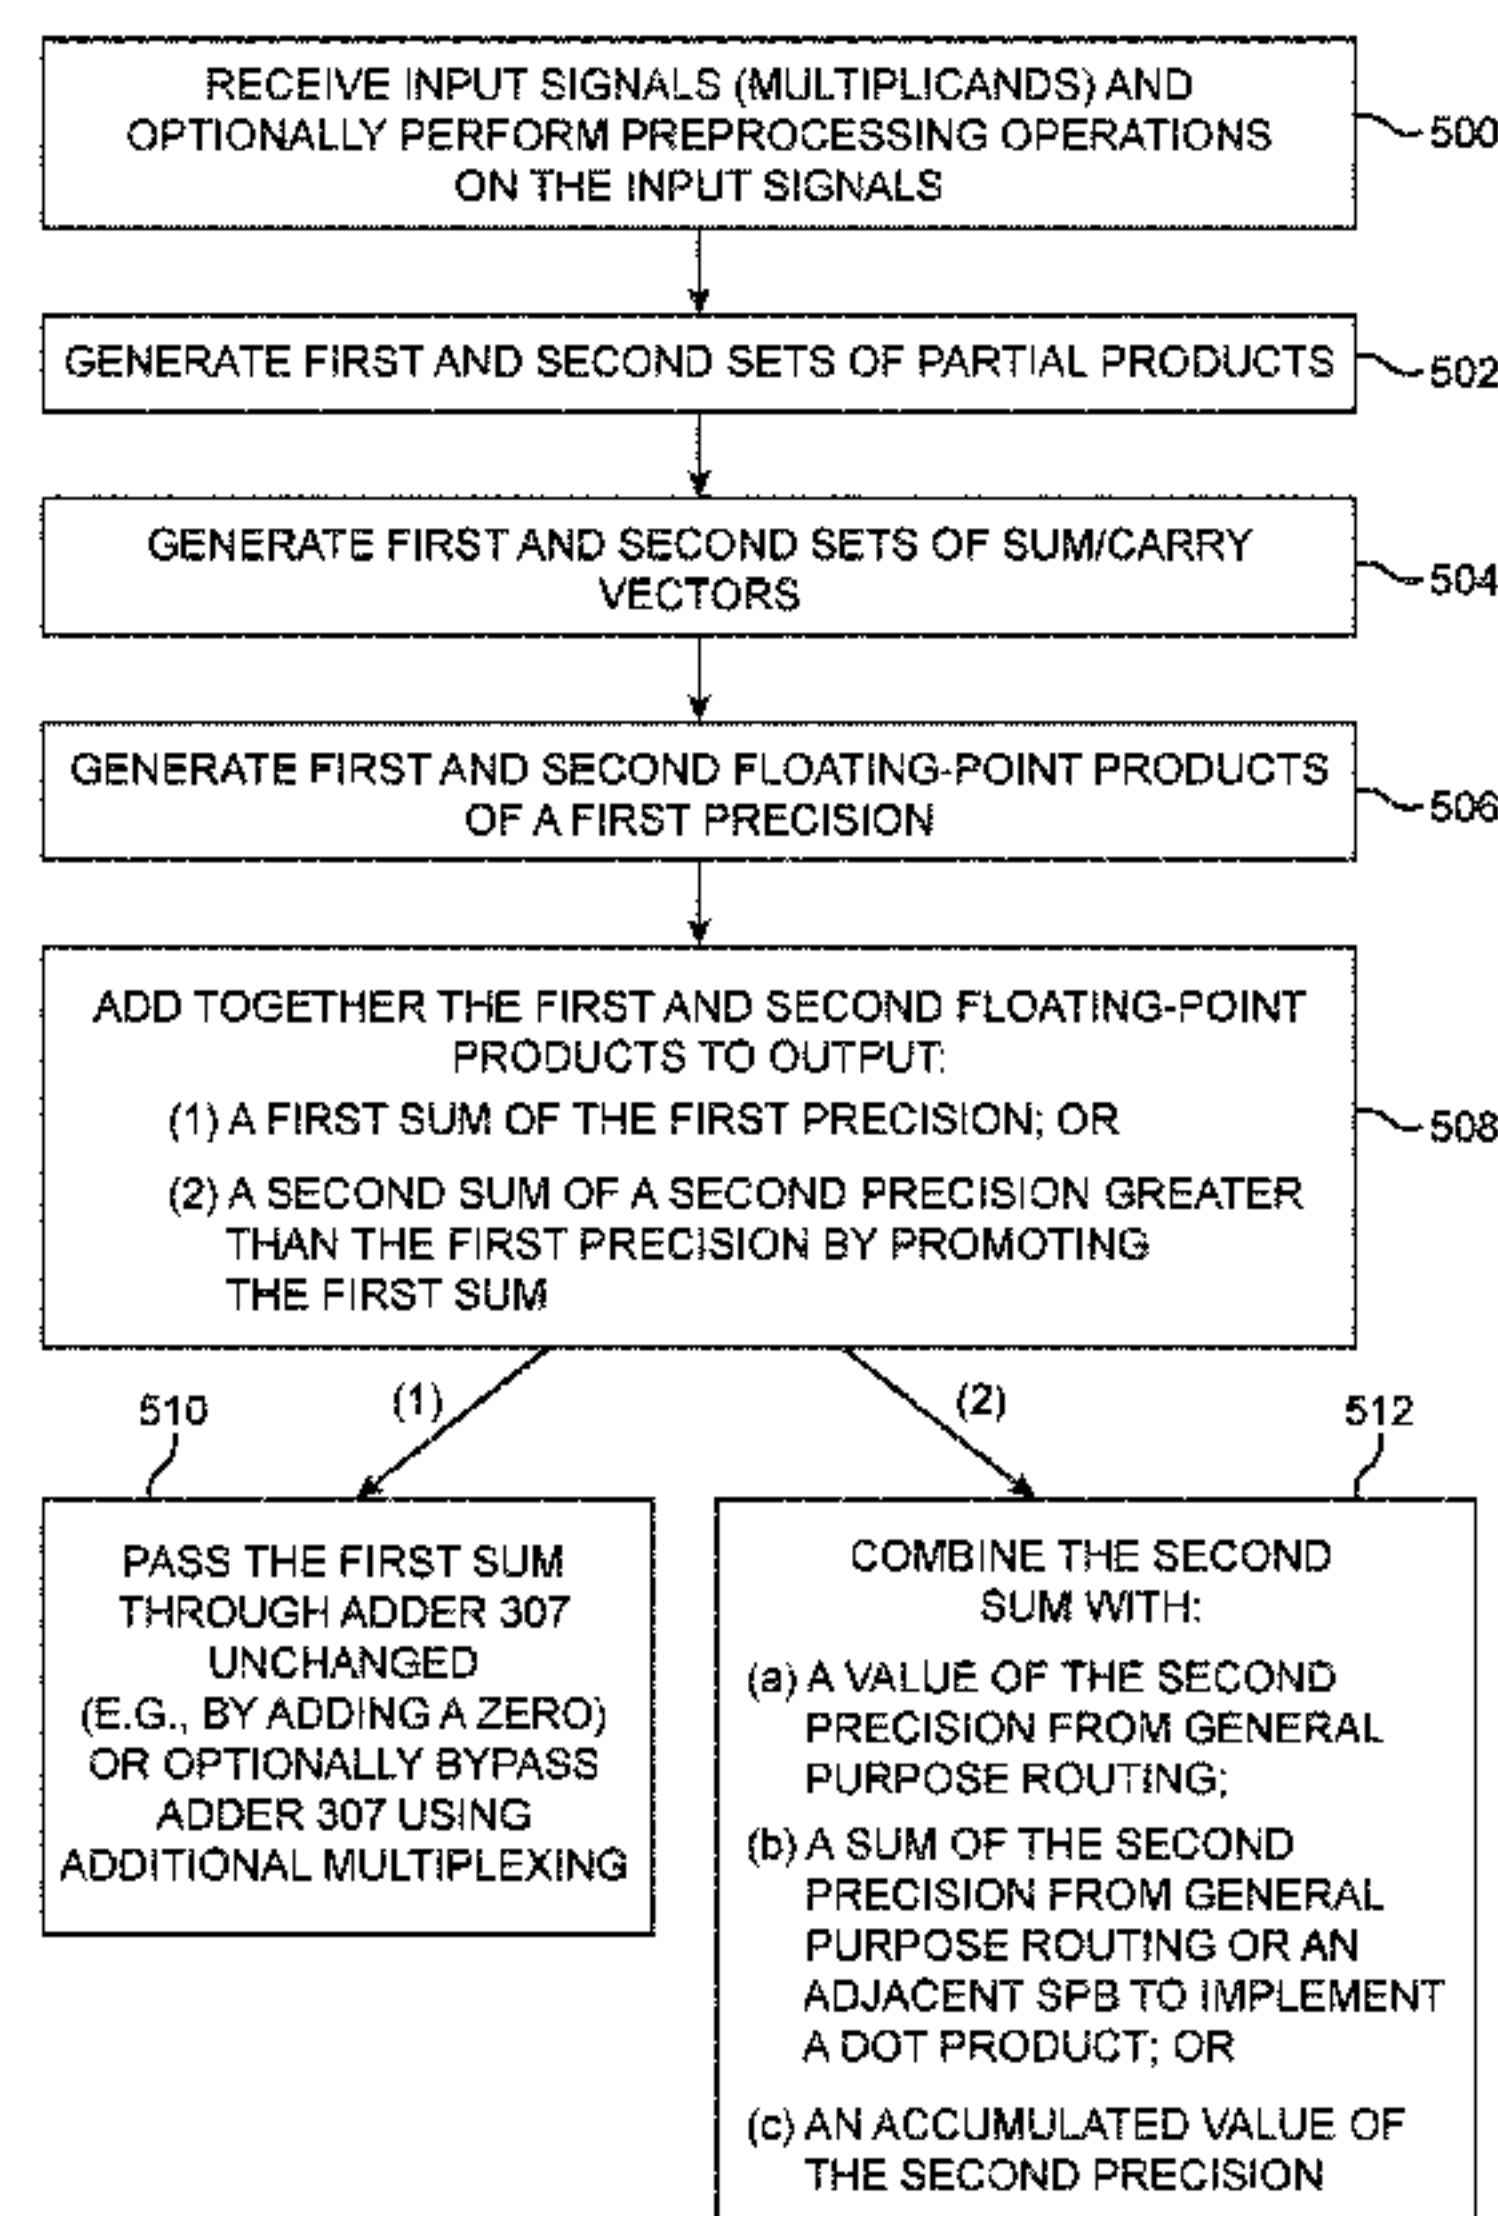 RECEIVE INPUT SIGNALS (MULTIPLICANDS) AND
OPTIONALLY PERFORM PREPROCESSING OPERATIONS
ON THE INPUT SIGNALS
500
GENERATE FIRST AND SECOND SETS OF PARTIAL PRODUCTS
502
GENERATE FIRST AND SECOND SETS OF SUM/CARRY
VECTORS
504
GENERATE FIRST AND SECOND FLOATING-POINT PRODUCTS
OF A FIRST PRECISION
506
ADD TOGETHER THE FIRST AND SECOND FLOATING-POINT
PRODUCTS TO OUTPUT:
(1) A FIRST SUM OF THE FIRST PRECISION; OR
(2) A SECOND SUM OF A SECOND PRECISION GREATER
THAN THE FIRST PRECISION BY PROMOTING
THE FIRST SUM
508
(1)
(2)
510
PASS THE FIRST SUM
THROUGH ADDER 307
UNCHANGED
(E.G., BY ADDING A ZERO)
OR OPTIONALLY BYPASS
ADDER 307 USING
ADDITIONAL MULTIPLEXING
512
COMBINE THE SECOND
SUM WITH:
(a) A VALUE OF THE SECOND
PRECISION FROM GENERAL
PURPOSE ROUTING;
(b) A SUM OF THE SECOND
PRECISION FROM GENERAL
PURPOSE ROUTING OR AN
ADJACENT SPB TO IMPLEMENT
A DOT PRODUCT; OR
(c) AN ACCUMULATED VALUE OF
THE SECOND PRECISION